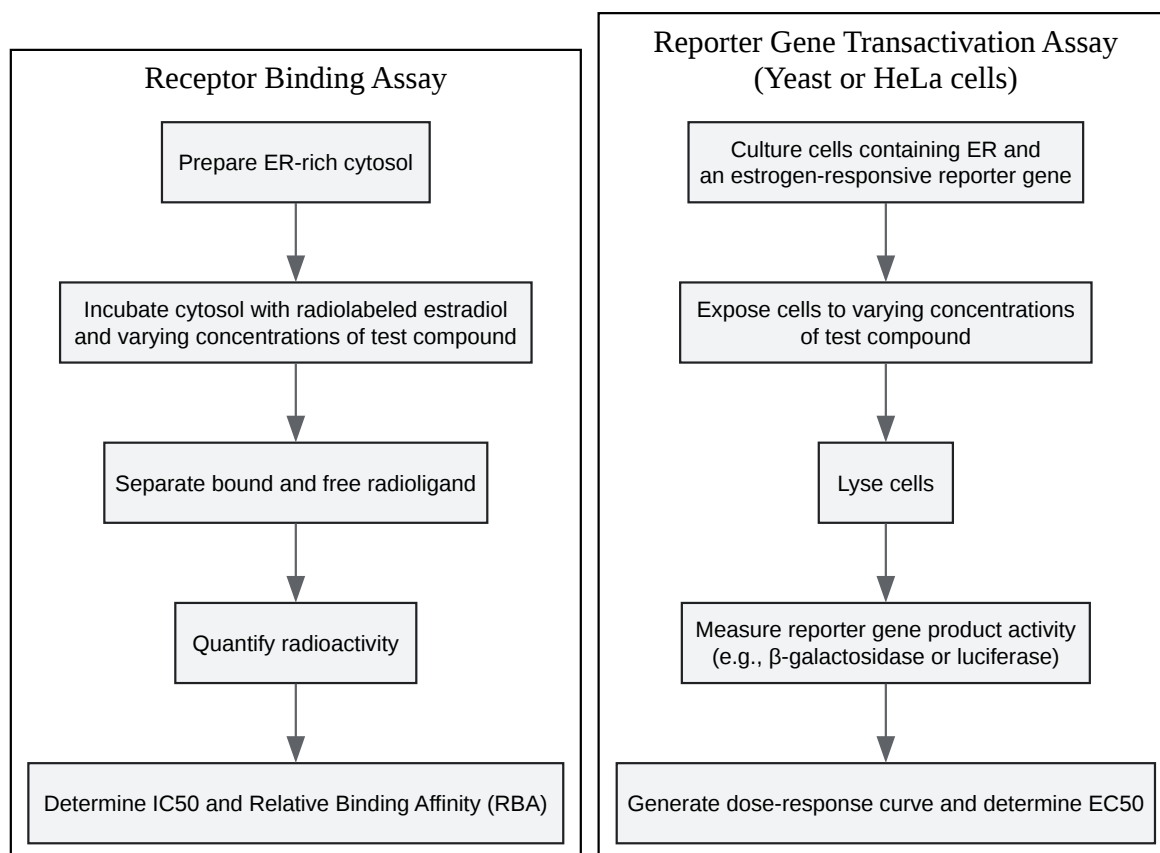 Receptor Binding Assay
Prepare ER-rich cytosol
Incubate cytosol with radiolabeled estradiol
and varying concentrations of test compound
Separate bound and free radioligand
Quantify radioactivity
Determine IC50 and Relative Binding Affinity (RBA)
Reporter Gene Transactivation Assay
(Yeast or HeLa cells)
Culture cells containing ER and
an estrogen-responsive reporter gene
Expose cells to varying concentrations
of test compound
Lyse cells
Measure reporter gene product activity
(e.g., β-galactosidase or luciferase)
Generate dose-response curve and determine EC50